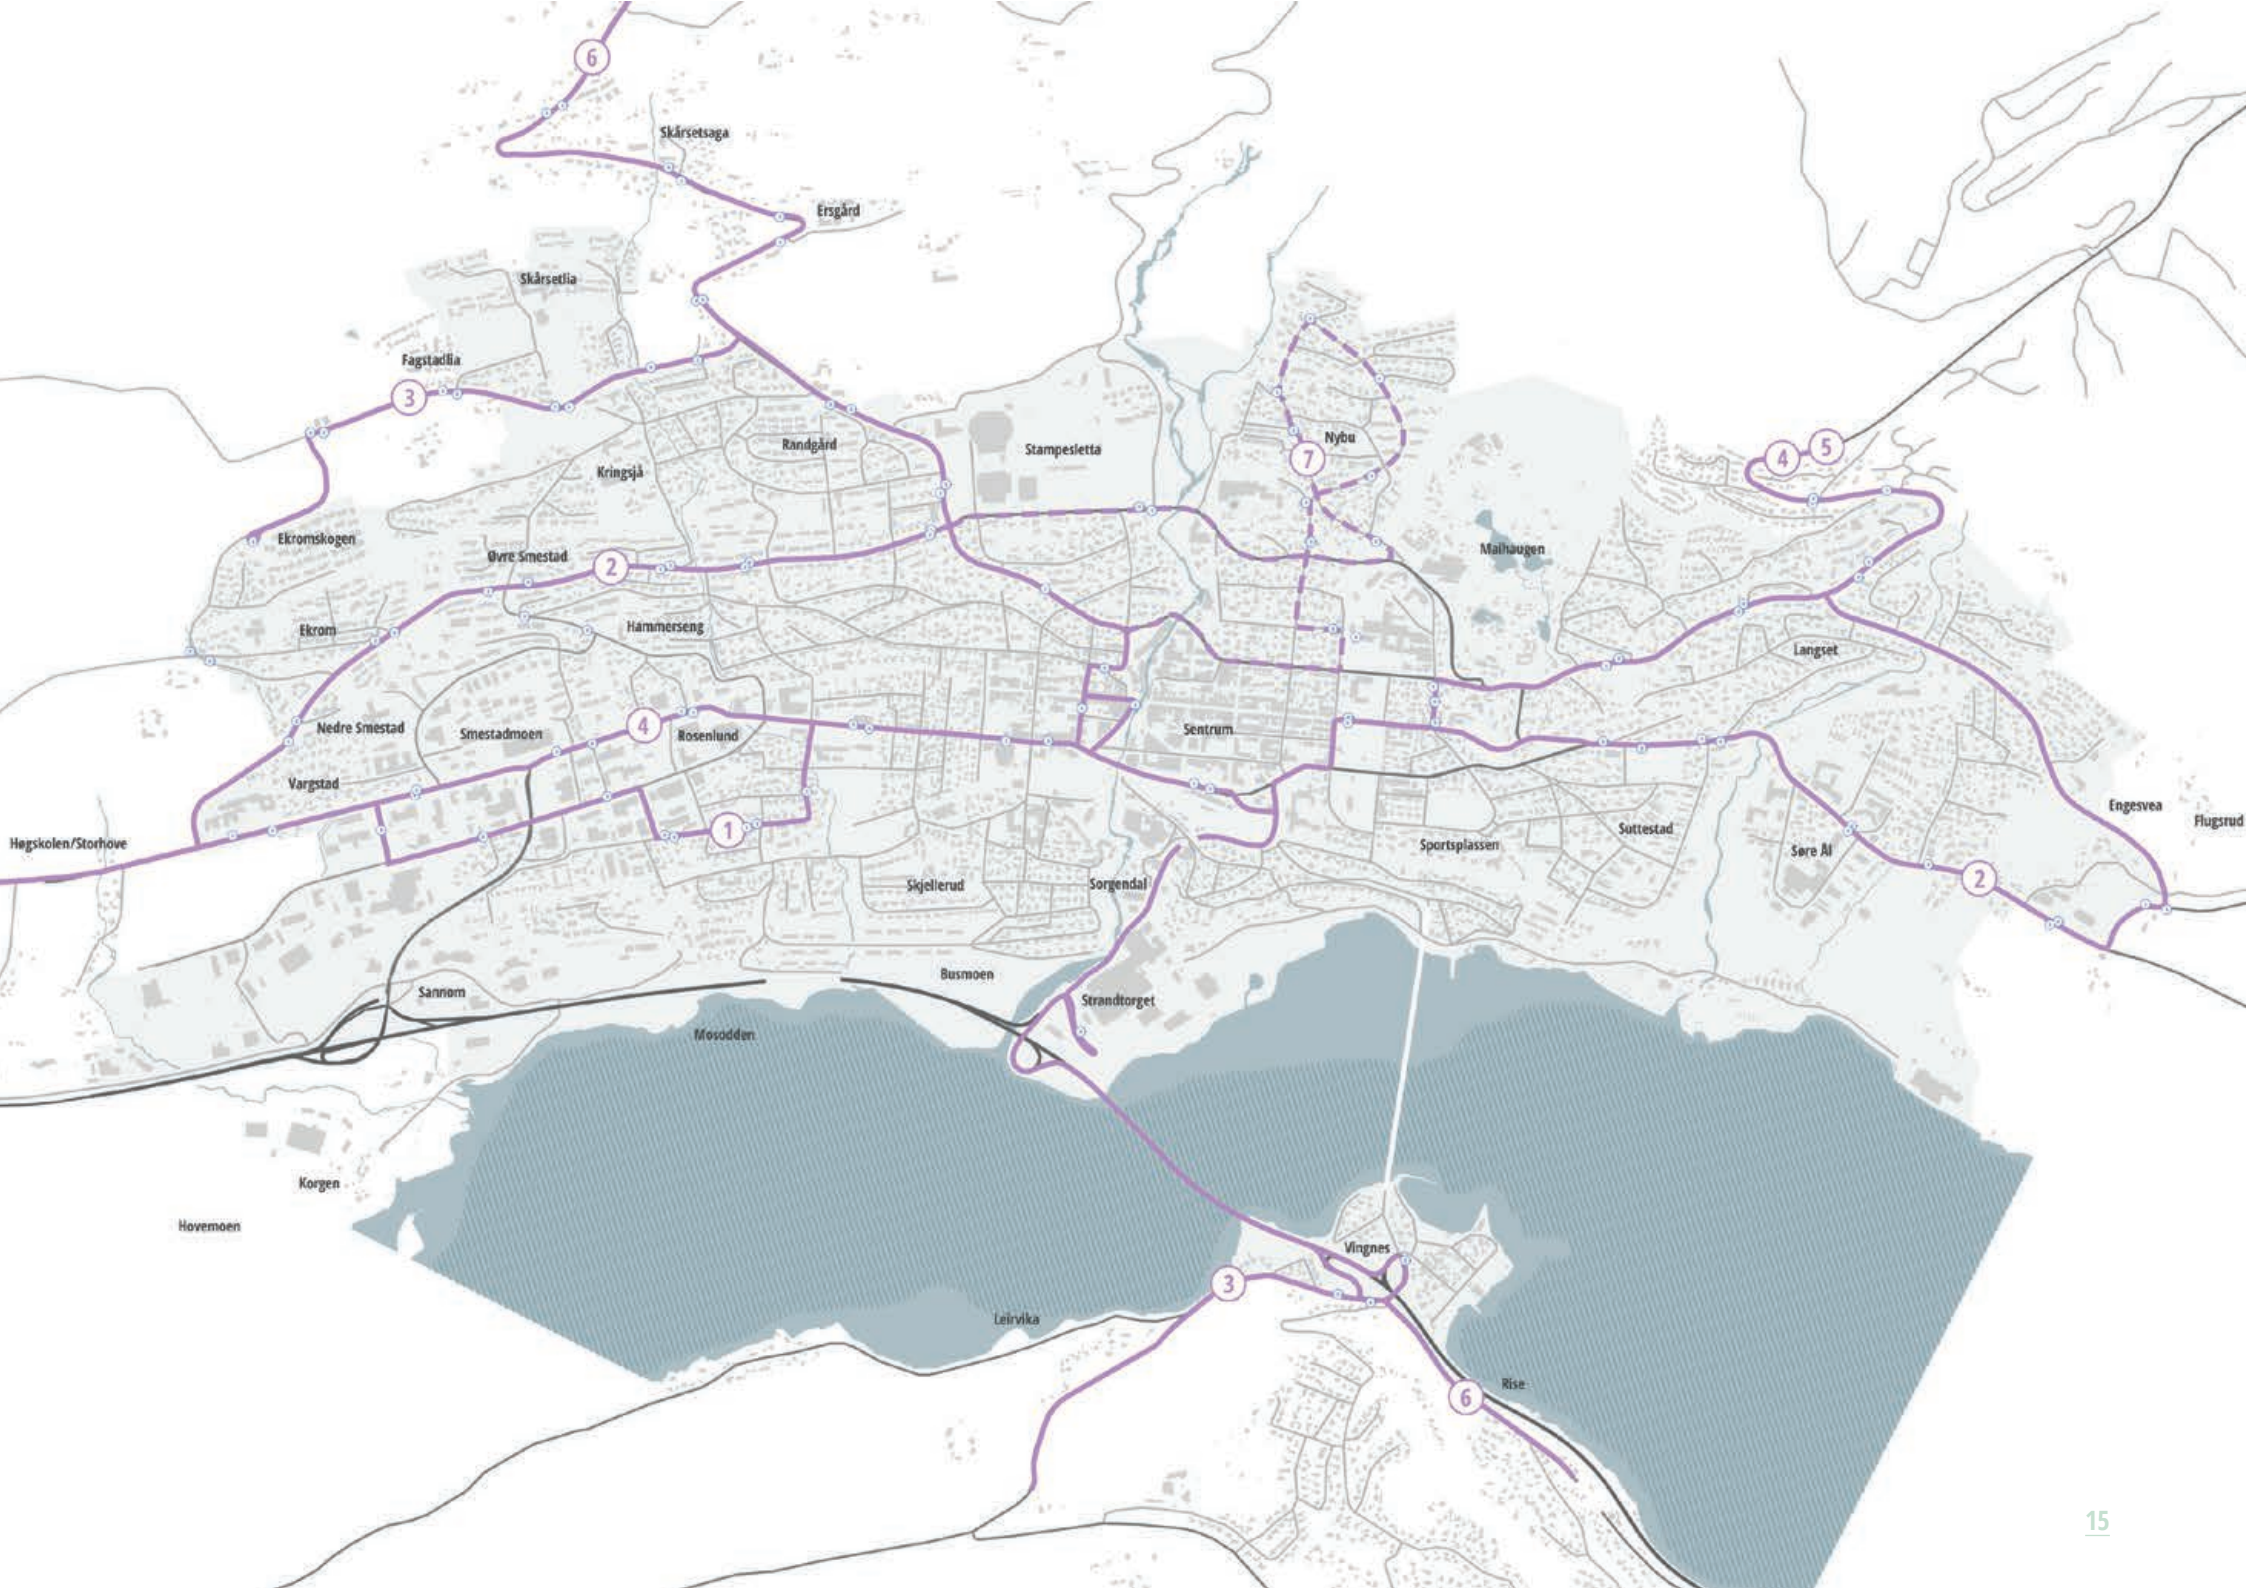 6
Skårsetsaga
Ersgård
Skårsetlia
Fagstadlia
3
Randgård
Kringsjå
Stampesletta
Nybu
7
4
5
Ekromskogen
Øvre Smestad
2
Maihaugen
Ekrom
Hammerseng
Langset
Nedre Smestad
Smestadmoen
4
Rosenlund
Sentrum
Vargstad
Engesvea
Flugsrud
Høgskolen/Storhove
1
Suttestad
Sportsplassen
Søre Ål
Skjellerud
Sorgendal
2
Busmoen
Sannom
Strandtorget
Mosodden
Korgen
Hovemoen
Vingnes
3
Leirvika
Rise
6
15